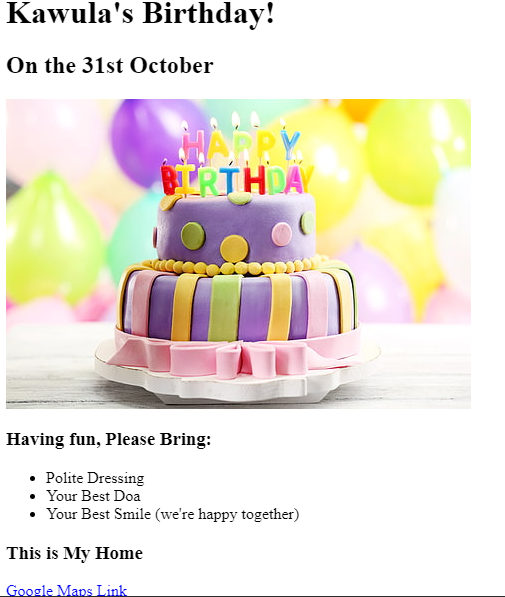 Kawula's Birthday!
On the 31st October
HAPPY
BIRTHDAY
Having fun, Please Bring:
Polite Dressing
Your Best Doa
Your Best Smile (we're happy together)
This is My Home
Google Maps Link